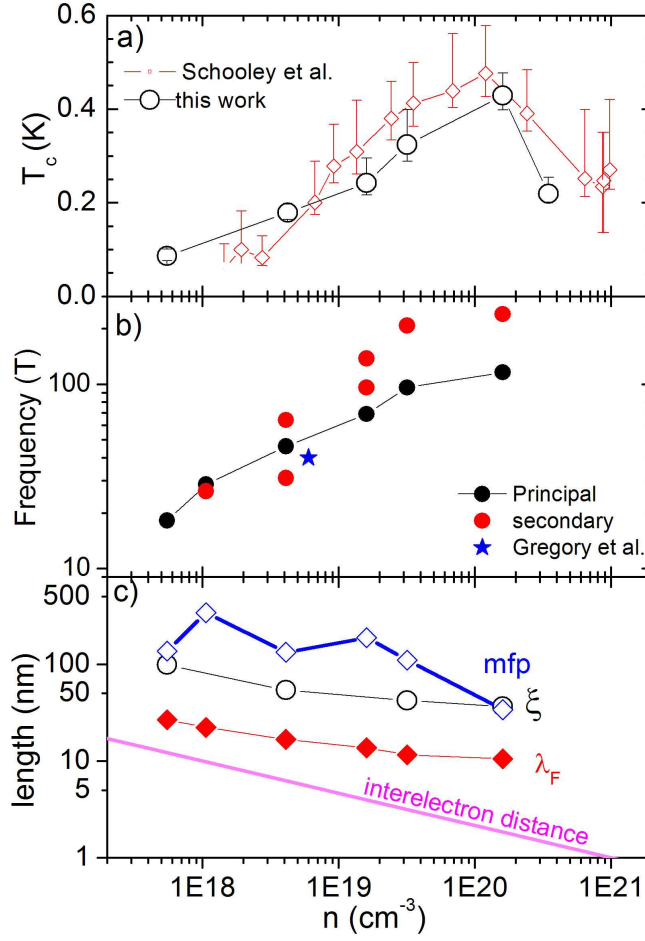 a)
Schooley et al.
this work
T_c (K)
0.6
0.4
0.2
0.0
b)
Frequency (T)
100
10
Principal
secondary
Gregory et al.
c)
length (nm)
500
100
50
10
5
1
mfp
ξ
λ_F
interelectron distance
1E18 1E19 1E20 1E21
n (cm⁻³)